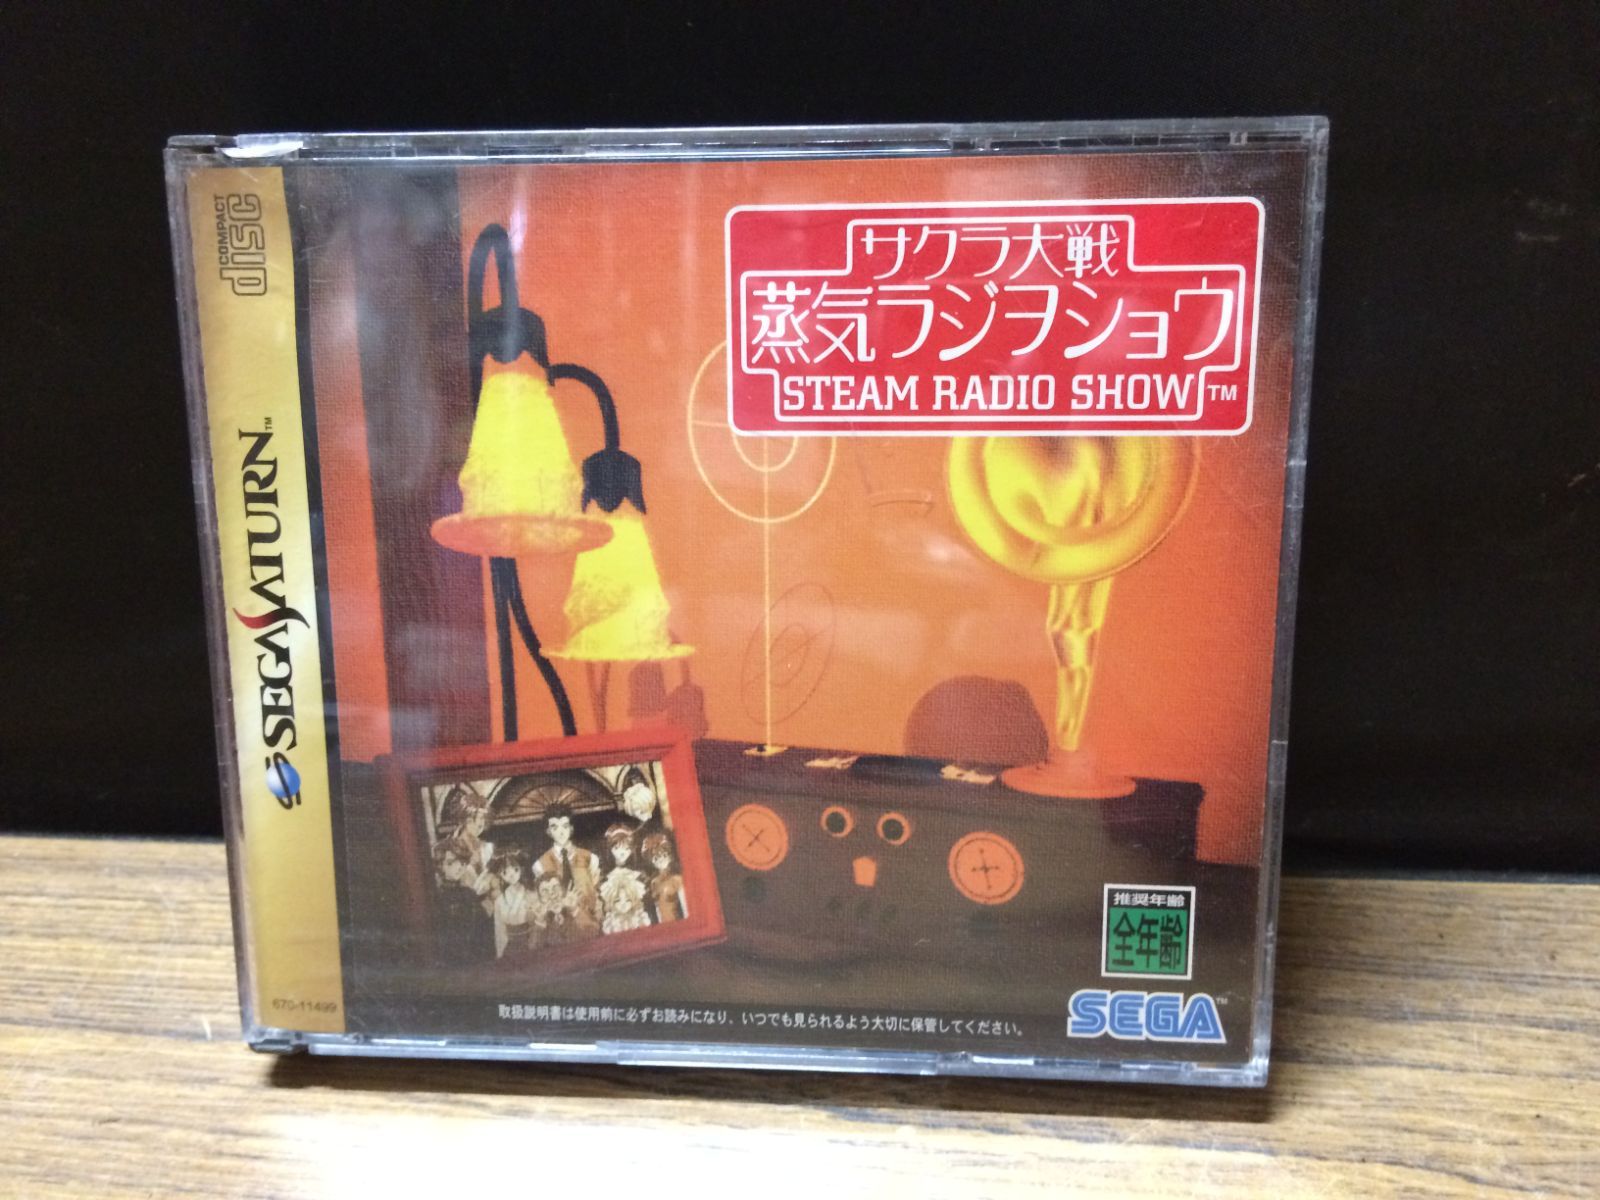 COMPACT
disc
SEGA SATURN™
670-11499
サクラ大戦
蒸気ラジヲショウ
STEAM RADIO SHOW™
推奨年齢
全年齢
SEGA™
取扱説明書は使用前に必ずお読みになり、いつでも見られるよう大切に保管してください。